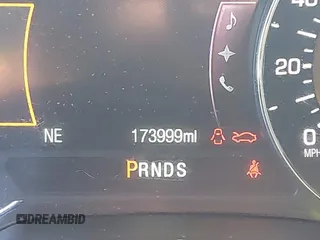 40
20
NE 173999mi
0
MPH
PRNDS
DREAMBID